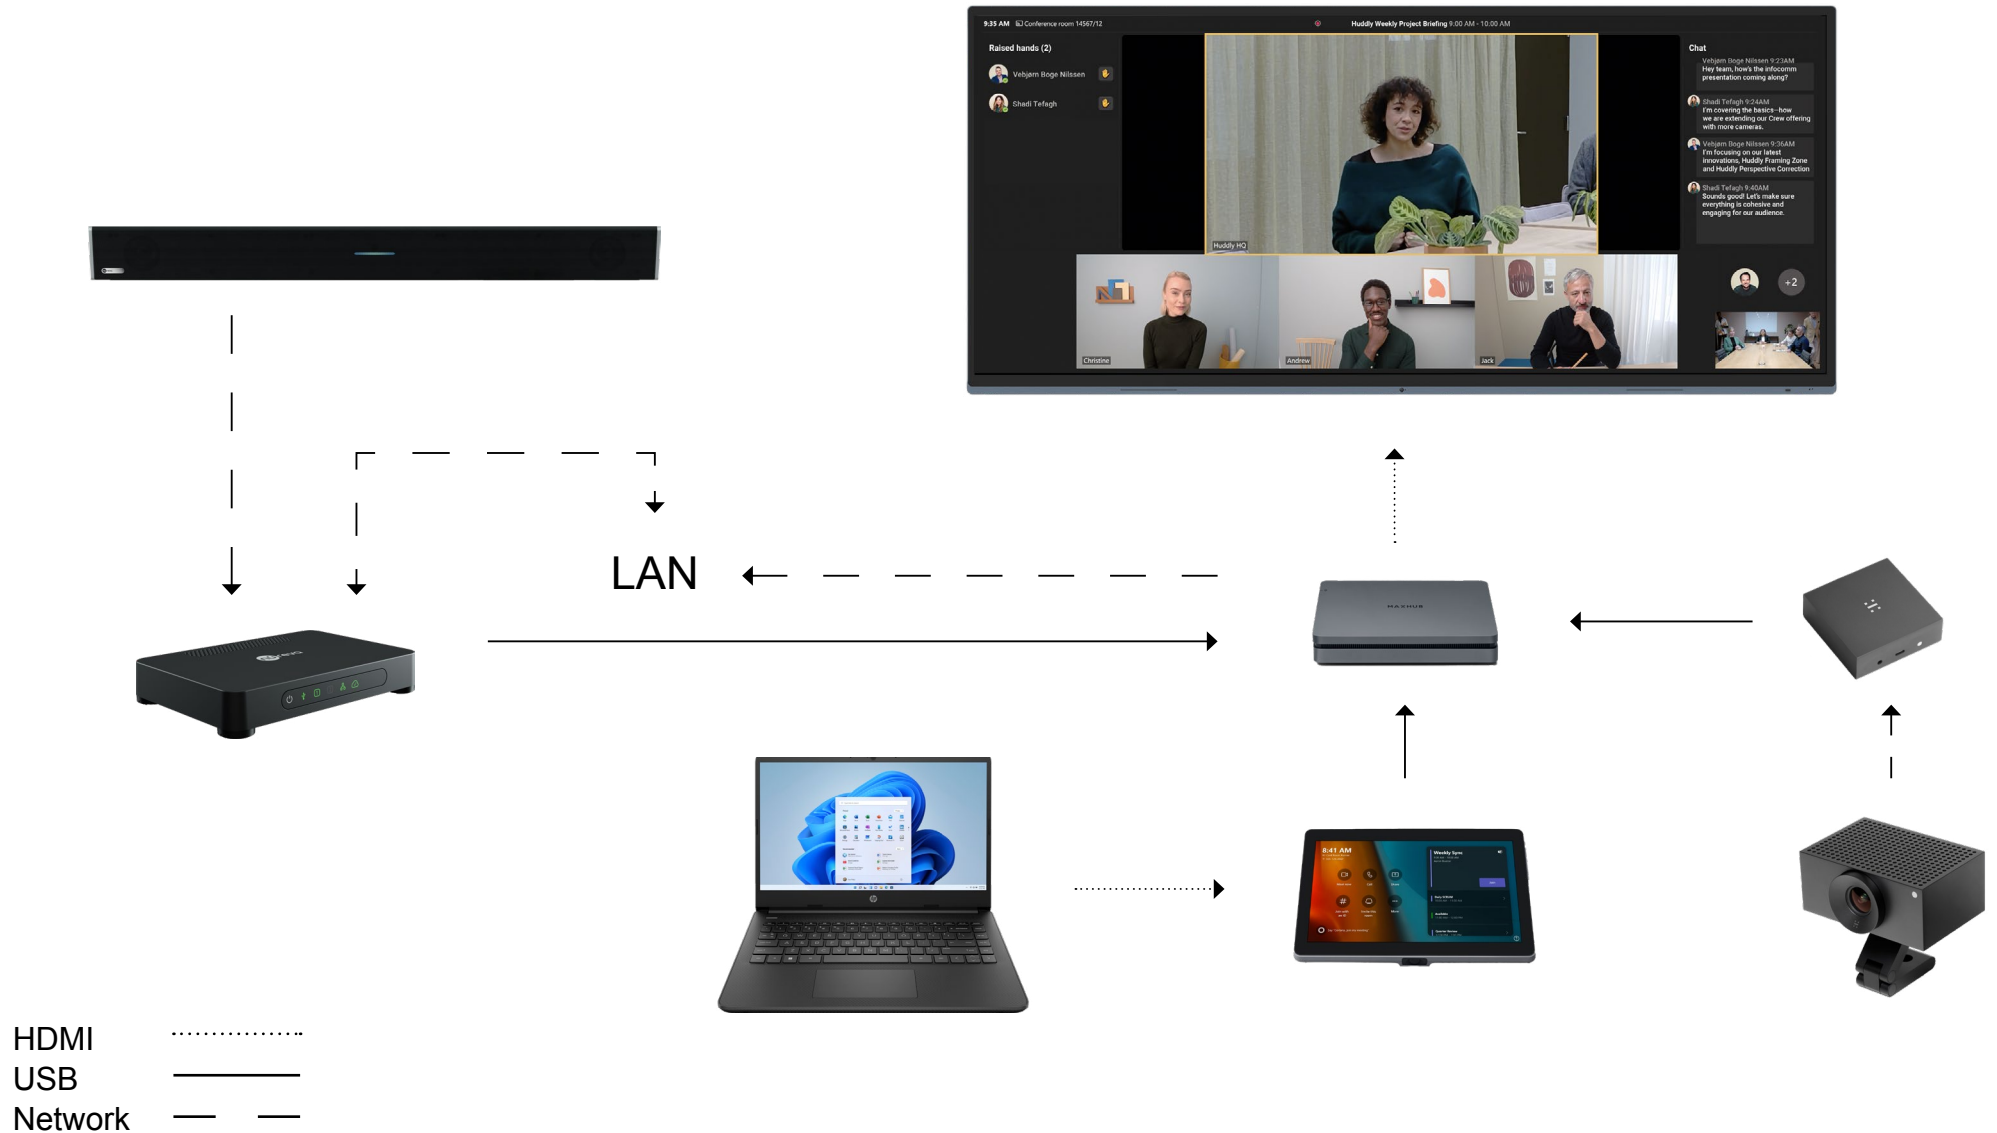 9:35 AM Conference room 14567/12
Huddly Weekly Project Briefing 9:00 AM - 10:00 AM
Raised hands (2)
Vebjørn Boge Nilssen
Shadi Tefagh
Huddly HQ
Christine
Andrew
Jack
Chat
Vebjørn Boge Nilssen 9:23AM
Hey team, how's the infocomm
presentation coming along?
Shadi Tefagh 9:24AM
I'm covering the basics—how
we are extending our Crew offering
with more cameras.
Vebjørn Boge Nilssen 9:36AM
I'm focusing on our latest
innovations, Huddly Framing Zone
and Huddly Perspective Correction
Shadi Tefagh 9:40AM
Sounds good! Let's make sure
everything is cohesive and
engaging for our audience.
+2
LAN
MAXHUB
8:41 AM
Weekly Sync
HDMI
USB
Network